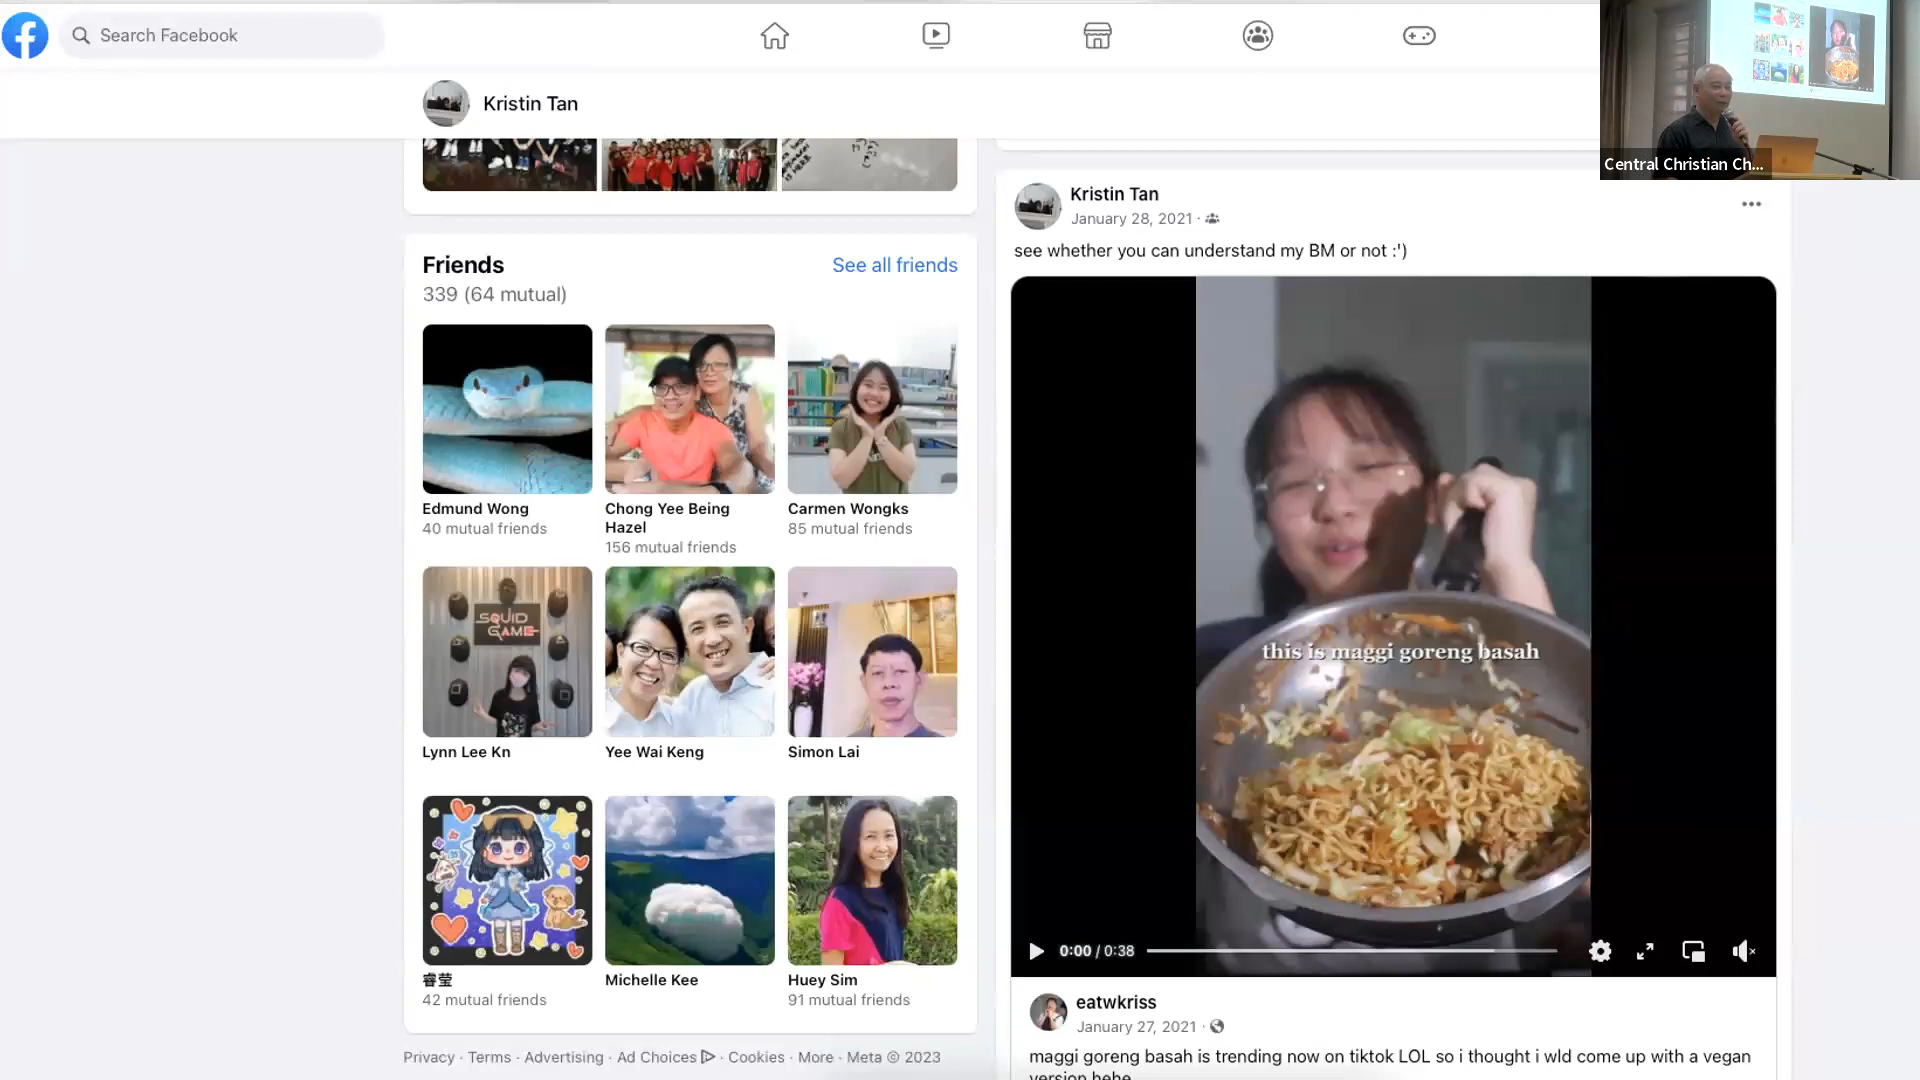 Search Facebook
Kristin Tan
Central Christian Ch...
Friends
See all friends
339 (64 mutual)
Edmund Wong
40 mutual friends
Chong Yee Being
Hazel
156 mutual friends
Carmen Wongks
85 mutual friends
SQUID
GAME
Lynn Lee Kn
Yee Wai Keng
Simon Lai
睿莹
42 mutual friends
Michelle Kee
Huey Sim
91 mutual friends
Privacy · Terms · Advertising · Ad Choices · Cookies · More · Meta © 2023
Kristin Tan
January 28, 2021 ·
see whether you can understand my BM or not :')
this is maggi goreng basah
0:00 / 0:38
eatwkriss
January 27, 2021 ·
maggi goreng basah is trending now on tiktok LOL so i thought i wld come up with a vegan
version hehe